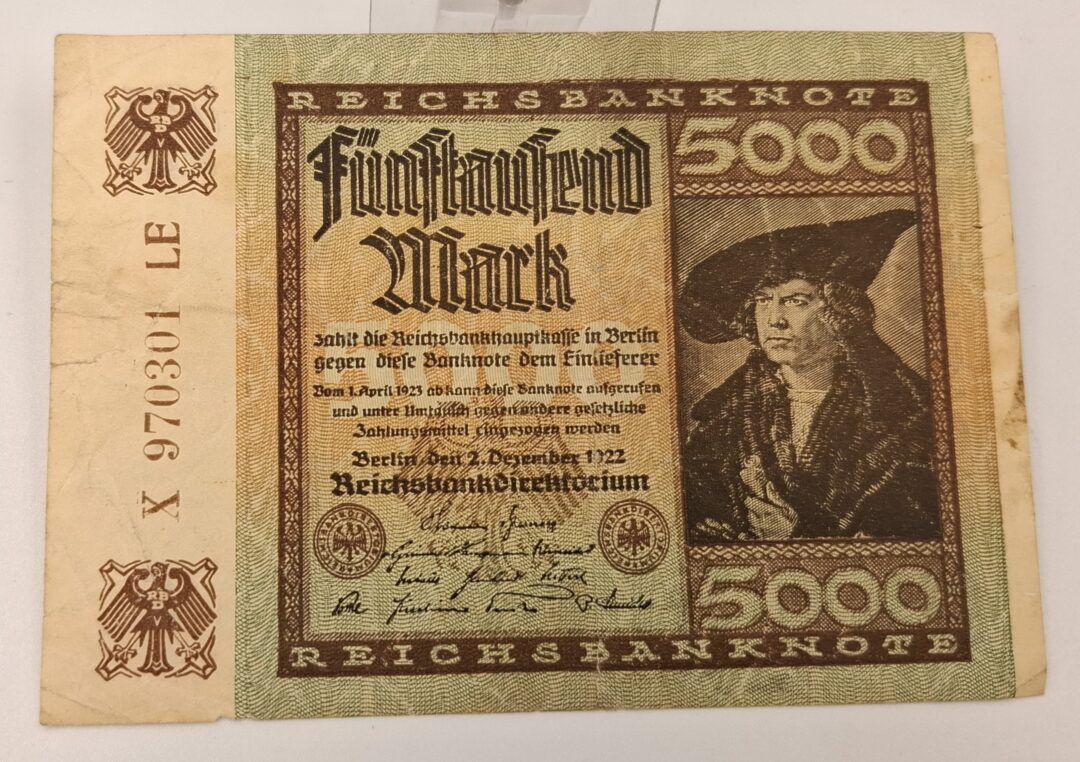 REICHSBANKNOTE
Fünftausend
Mark
5000
zahlt die Reichsbankhauptkasse in Berlin
gegen diese Banknote dem Einlieferer
Vom 1. April 1923 ab kann diese Banknote aufgerufen
und unter Umtausch gegen andere gesetzliche
Zahlungsmittel eingezogen werden
Berlin, den 2. Dezember 1922
Reichsbankdirektorium
5000
REICHSBANKNOTE
X 970301 LE
RBD
RBD